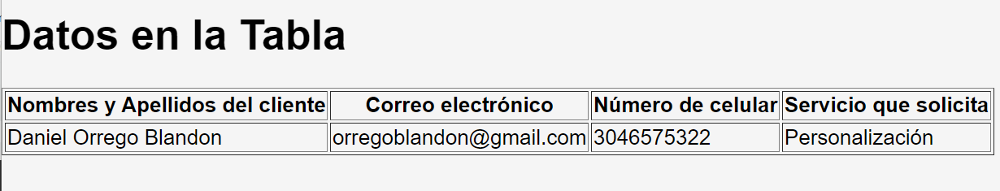 Datos en la Tabla
Nombres y Apellidos del cliente Correo electrónico Número de celular Servicio que solicita
Daniel Orrego Blandon orregoblandon@gmail.com 3046575322 Personalización